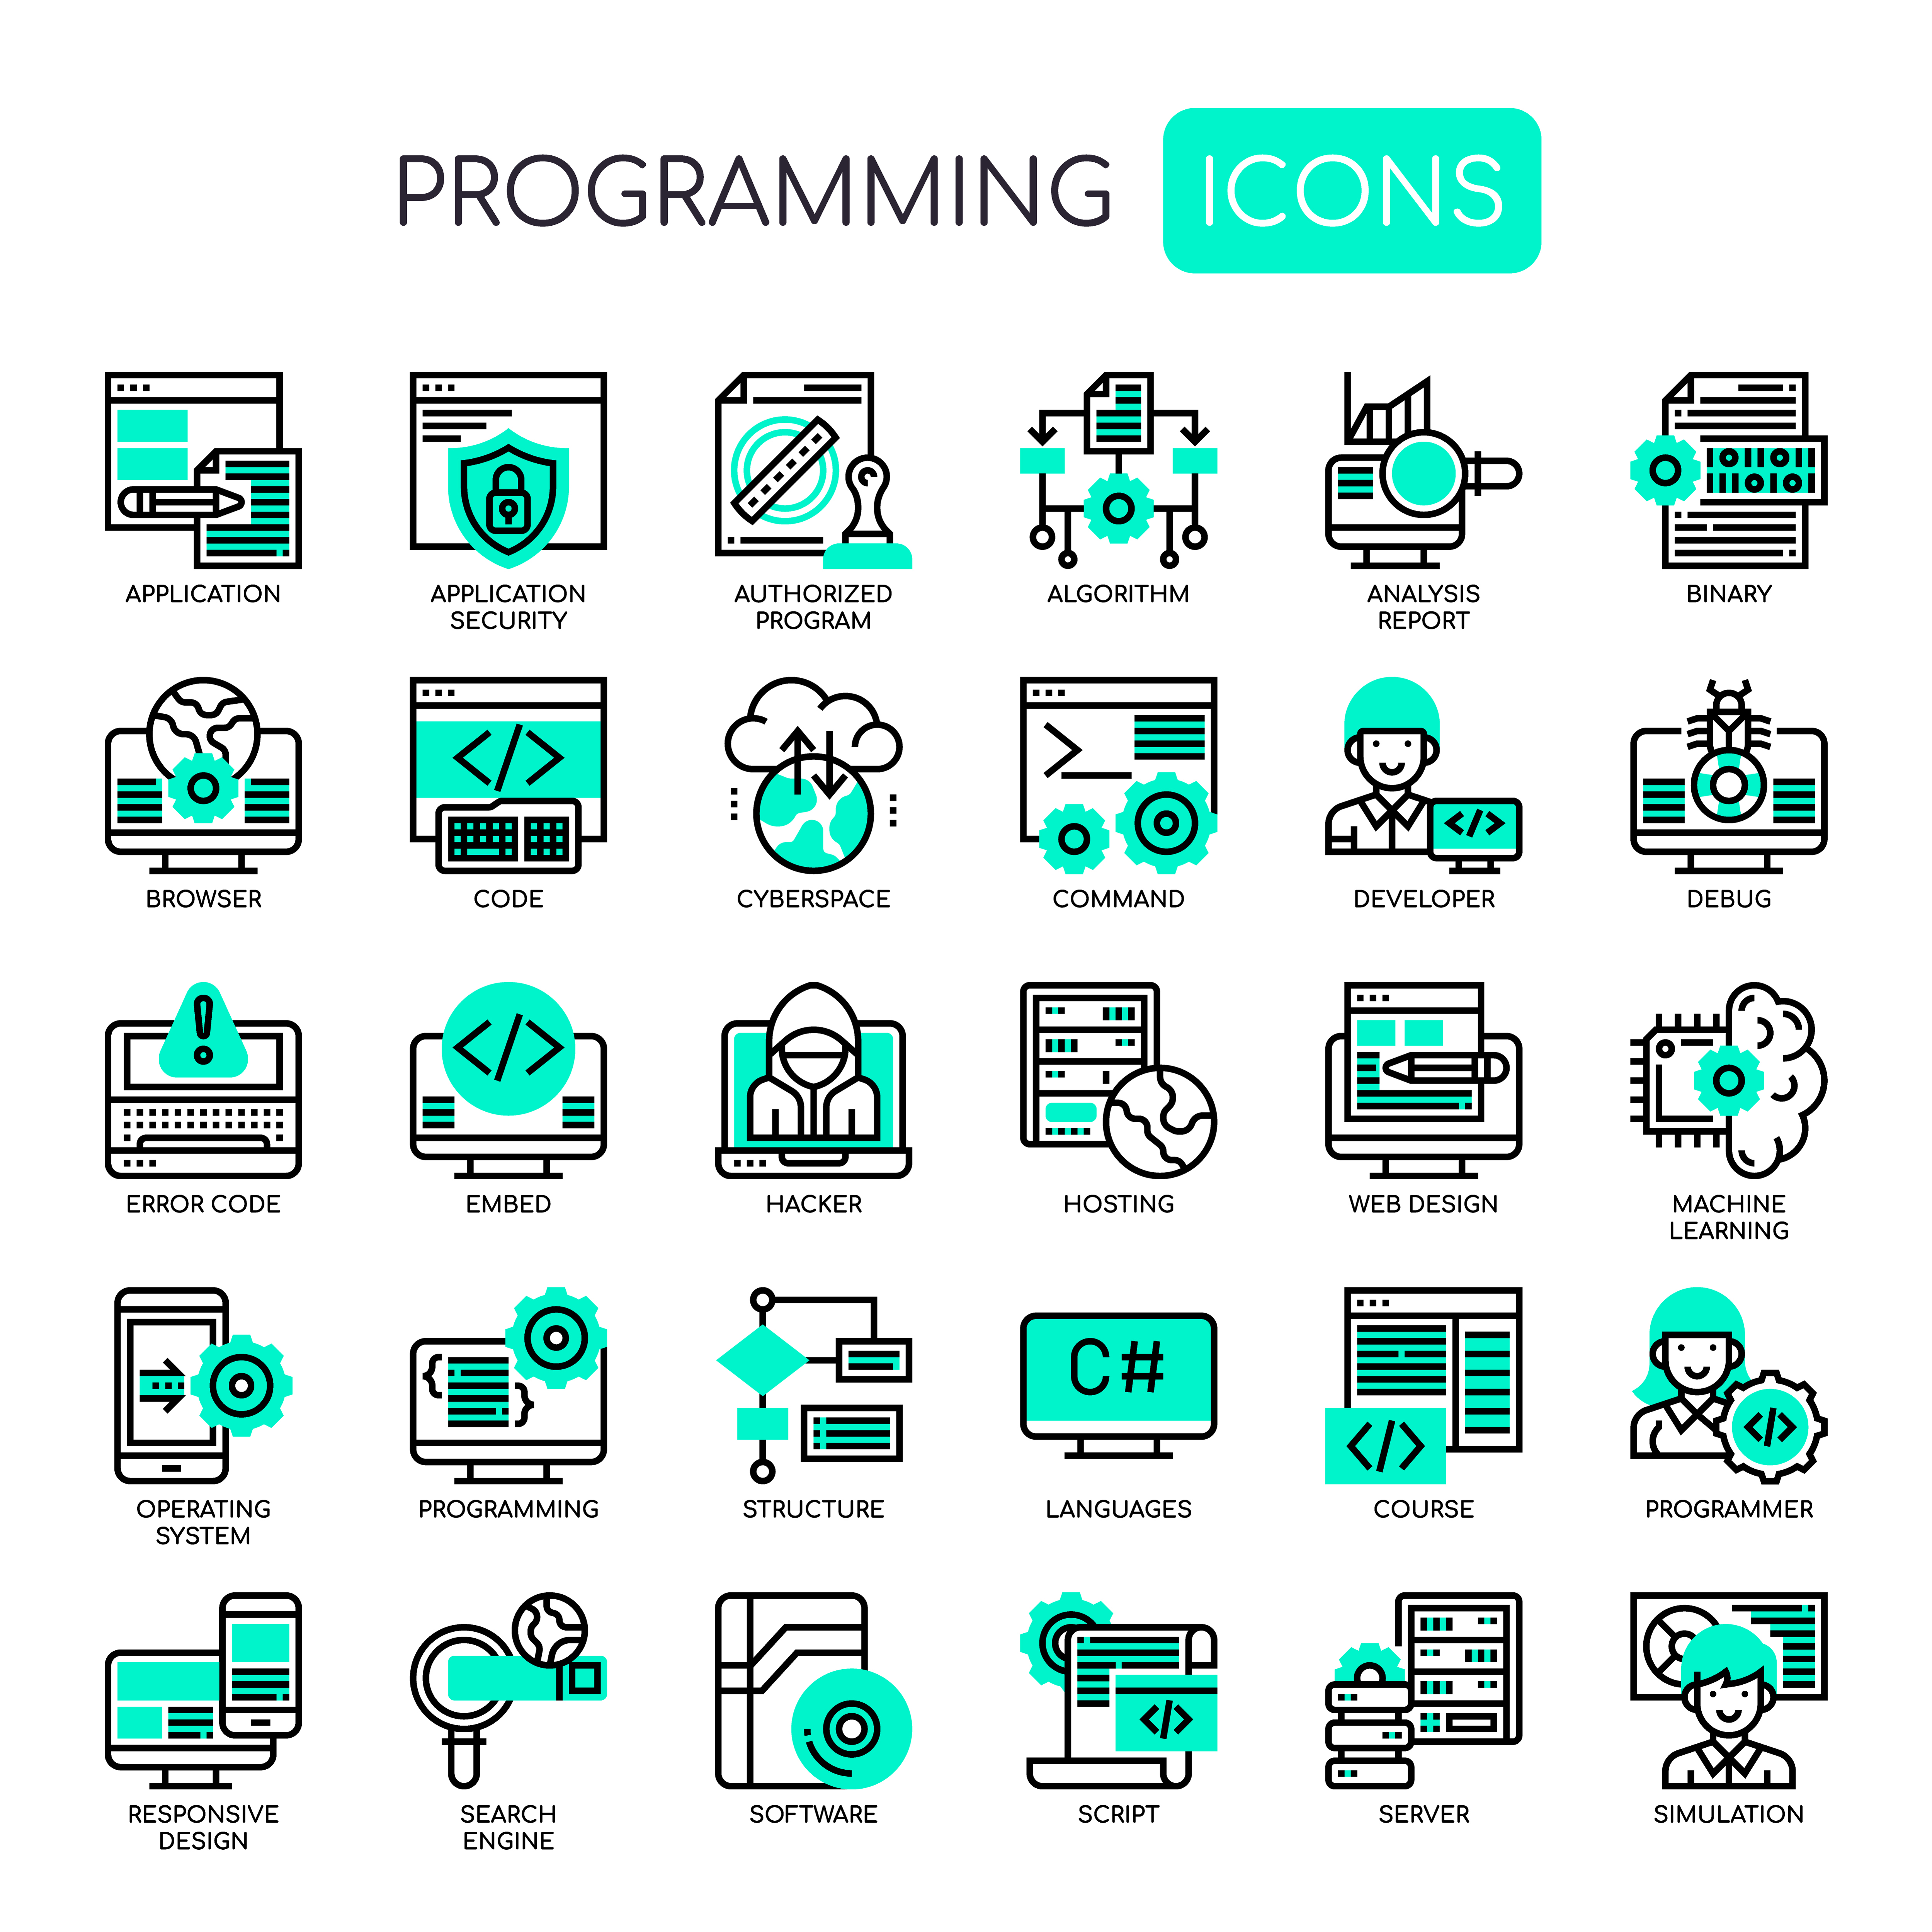 PROGRAMMING ICONS
APPLICATION
APPLICATION
SECURITY
AUTHORIZED
PROGRAM
ALGORITHM
ANALYSIS
REPORT
BINARY
BROWSER
</>
CODE
CYBERSPACE
>_
COMMAND
</>
DEVELOPER
DEBUG
!
ERROR CODE
</>
EMBED
HACKER
HOSTING
WEB DESIGN
MACHINE
LEARNING
OPERATING
SYSTEM
{ }
PROGRAMMING
STRUCTURE
C#
LANGUAGES
</>
COURSE
</>
PROGRAMMER
RESPONSIVE
DESIGN
SEARCH
ENGINE
SOFTWARE
</>
SCRIPT
SERVER
SIMULATION